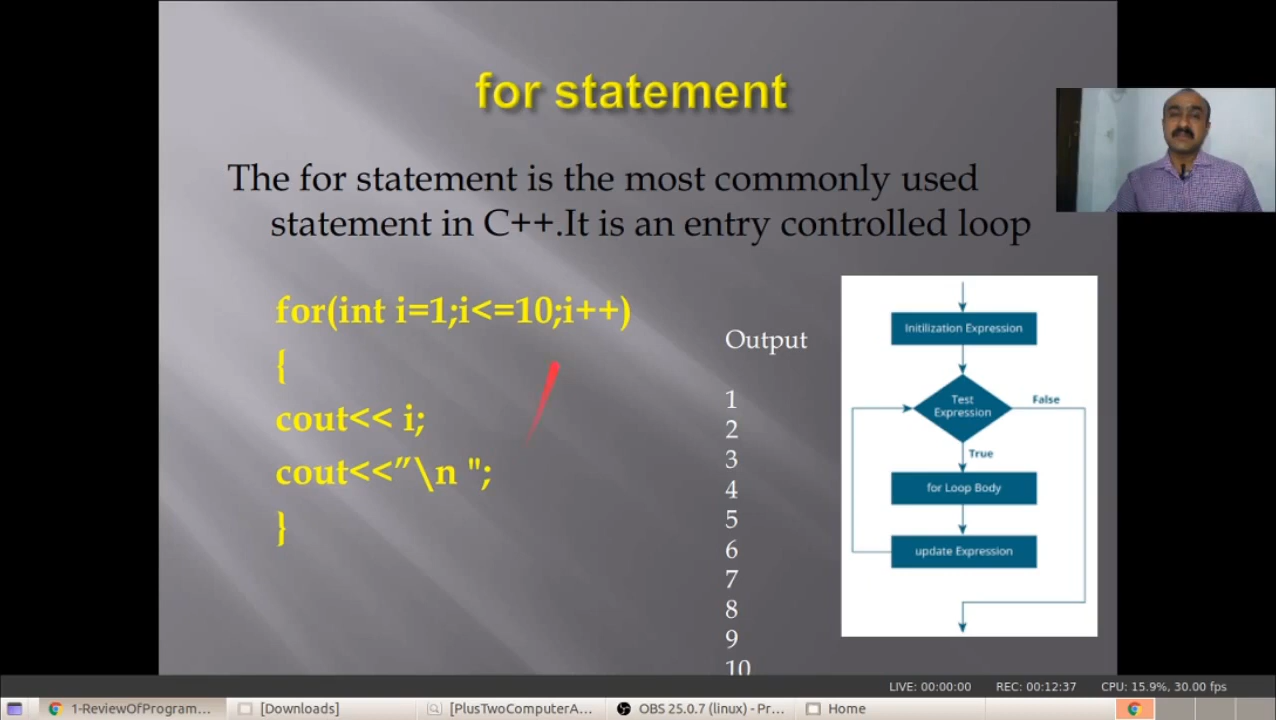 for statement
The for statement is the most commonly used
statement in C++.It is an entry controlled loop
for(int i=1;i<=10;i++)
{
cout<< i;
cout<<″\n ";
}
Output
1
2
3
4
5
6
7
8
9
10
Initilization Expression
Test
Expression
False
True
for Loop Body
update Expression
LIVE: 00:00:00 REC: 00:12:37 CPU: 15.9%, 30.00 fps
1-ReviewOfProgram... [Downloads] [PlusTwoComputerA... OBS 25.0.7 (linux) - Pr... Home